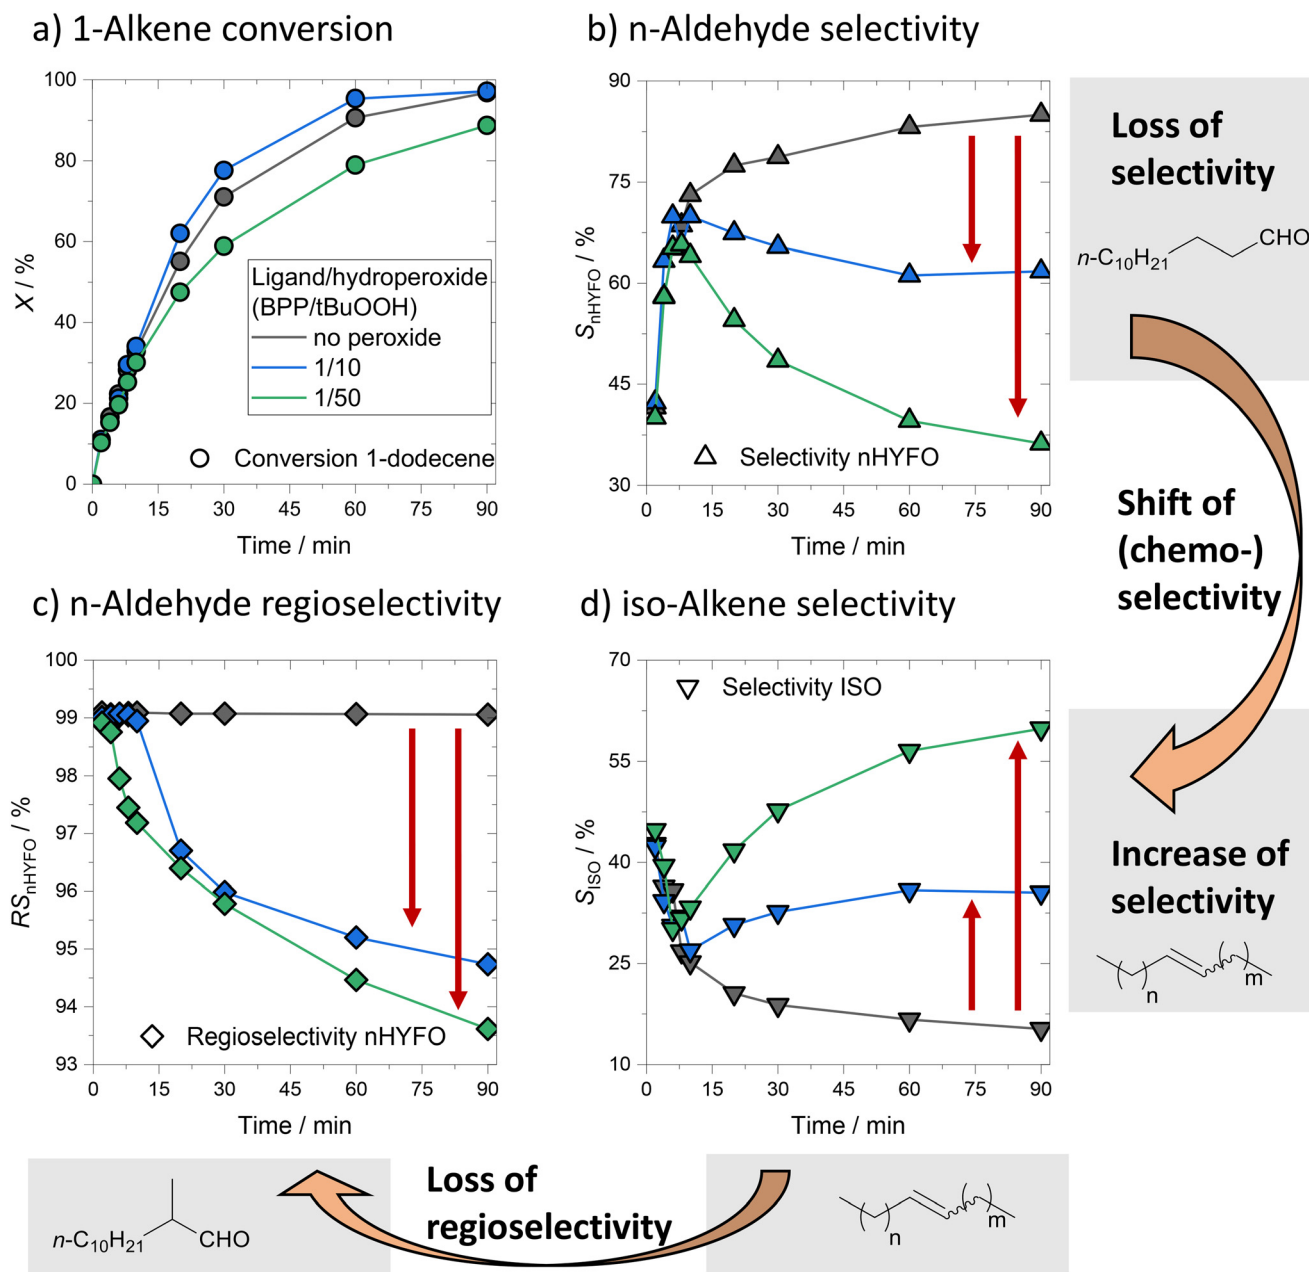 a) 1-Alkene conversion
100
80
60
40
20
0
X / %
Ligand/hydroperoxide
(BPP/tBuOOH)
no peroxide
1/10
1/50
Conversion 1-dodecene
0 15 30 45 60 75 90
Time / min
b) n-Aldehyde selectivity
90
75
60
45
30
S_nHYFO / %
Selectivity nHYFO
0 15 30 45 60 75 90
Time / min
Loss of
selectivity
n-C10H21 CHO
Shift of
(chemo-)
selectivity
c) n-Aldehyde regioselectivity
100
99
98
97
96
95
94
93
RS_nHYFO / %
Regioselectivity nHYFO
0 15 30 45 60 75 90
Time / min
d) iso-Alkene selectivity
70
55
40
25
10
S_ISO / %
Selectivity ISO
0 15 30 45 60 75 90
Time / min
Increase of
selectivity
n m
n-C10H21 CHO
Loss of
regioselectivity
n m